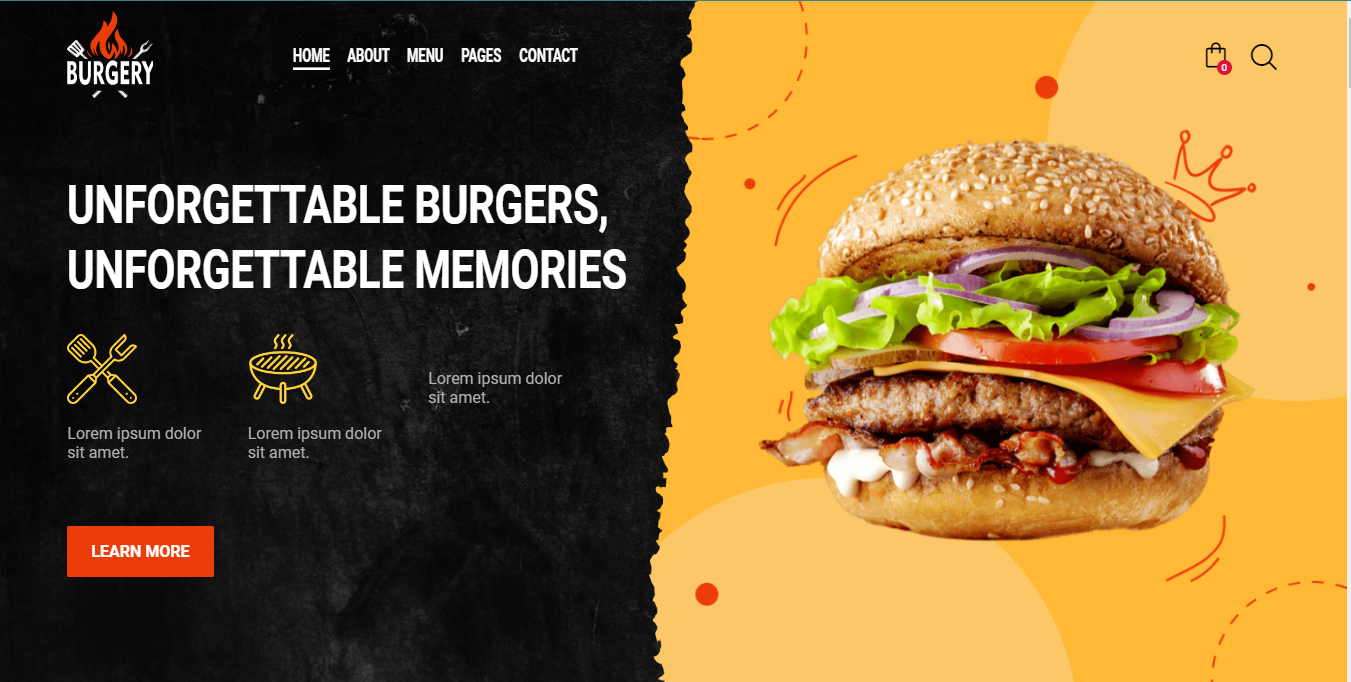 BURGERY
HOME ABOUT MENU PAGES CONTACT
0
UNFORGETTABLE BURGERS,
UNFORGETTABLE MEMORIES
Lorem ipsum dolor
sit amet.
Lorem ipsum dolor
sit amet.
Lorem ipsum dolor
sit amet.
LEARN MORE